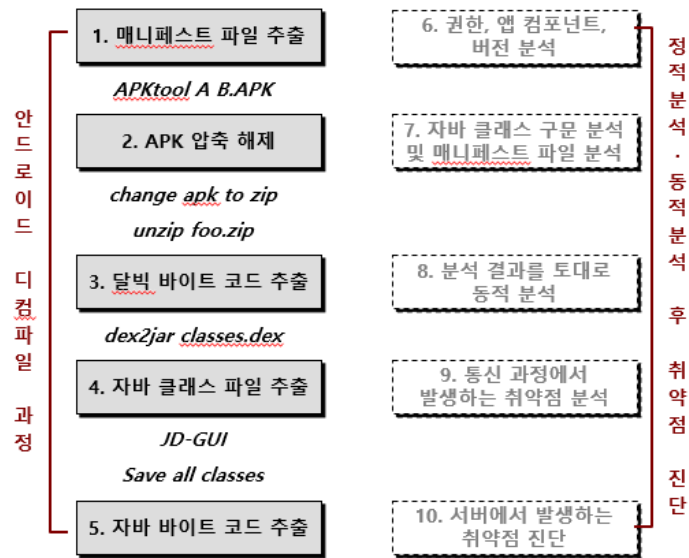 안드로이드 디컴파일 과정
1. 매니페스트 파일 추출
APKtool A B.APK
2. APK 압축 해제
change apk to zip
unzip foo.zip
3. 달빅 바이트 코드 추출
dex2jar classes.dex
4. 자바 클래스 파일 추출
JD-GUI
Save all classes
5. 자바 바이트 코드 추출
6. 권한, 앱 컴포넌트,
버전 분석
7. 자바 클래스 구문 분석
및 매니페스트 파일 분석
8. 분석 결과를 토대로
동적 분석
9. 통신 과정에서
발생하는 취약점 분석
10. 서버에서 발생하는
취약점 진단
정적분석·동적분석 후 취약점 진단